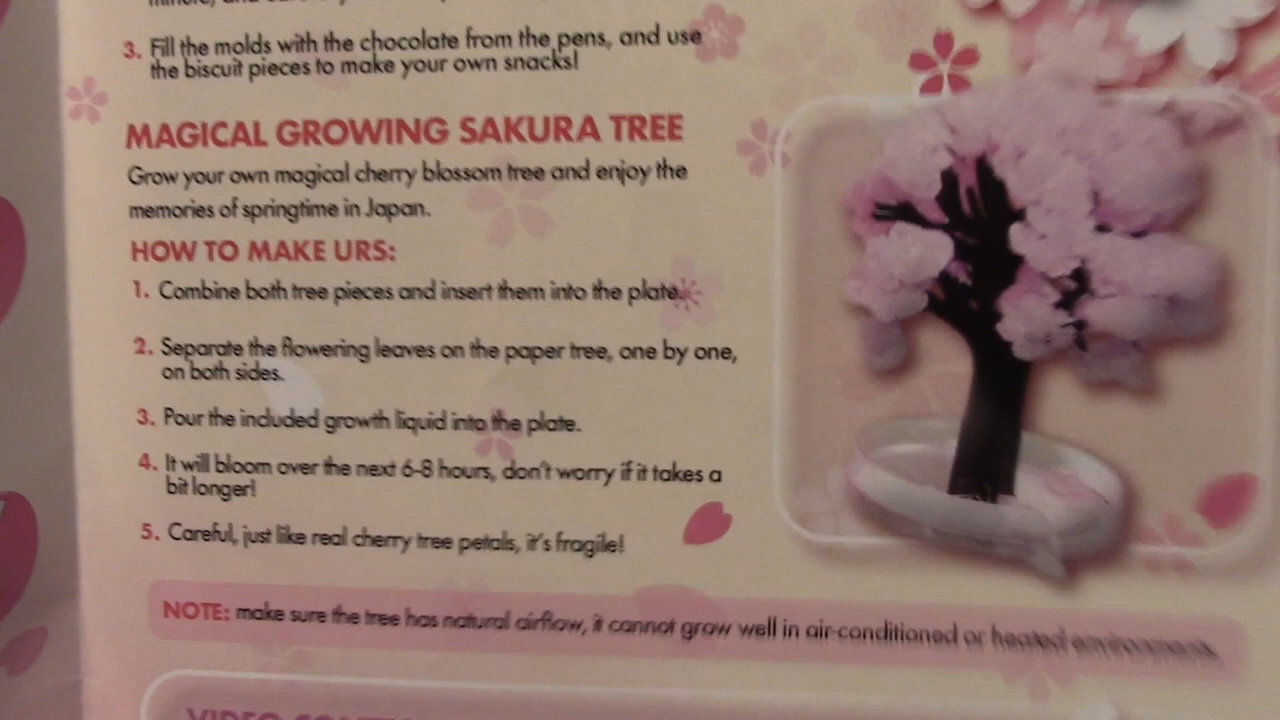 3. Fill the molds with the chocolate from the pens, and use
the biscuit pieces to make your own snacks!
MAGICAL GROWING SAKURA TREE
Grow your own magical cherry blossom tree and enjoy the
memories of springtime in Japan.
HOW TO MAKE URS:
1. Combine both tree pieces and insert them into the plate.
2. Separate the flowering leaves on the paper tree, one by one,
on both sides.
3. Pour the included growth liquid into the plate.
4. It will bloom over the next 6-8 hours, don't worry if it takes a
bit longer!
5. Careful, just like real cherry tree petals, it's fragile!
NOTE: make sure the tree has natural airflow, it cannot grow well in air-conditioned or heated environments.
VIDEO